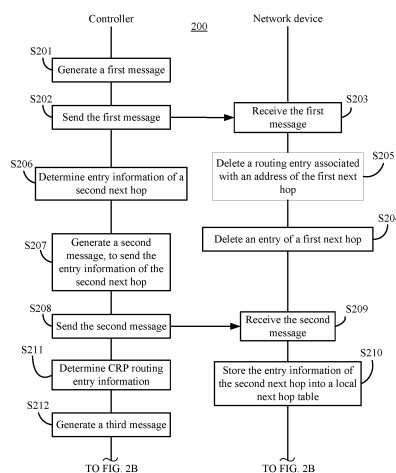 Controller
200
Network device
S201
Generate a first message
S202
Send the first message
S203
Receive the first
message
S205
Delete a routing entry associated
with an address of the first next
hop
S206
Determine entry information of a
second next hop
S204
Delete an entry of a first next hop
S207
Generate a second
message, to send the
entry information of the
second next hop
S208
Send the second message
S209
Receive the second
message
S210
Store the entry information of
the second next hop into a local
next hop table
S211
Determine CRP routing
entry information
S212
Generate a third message
TO FIG. 2B
TO FIG. 2B